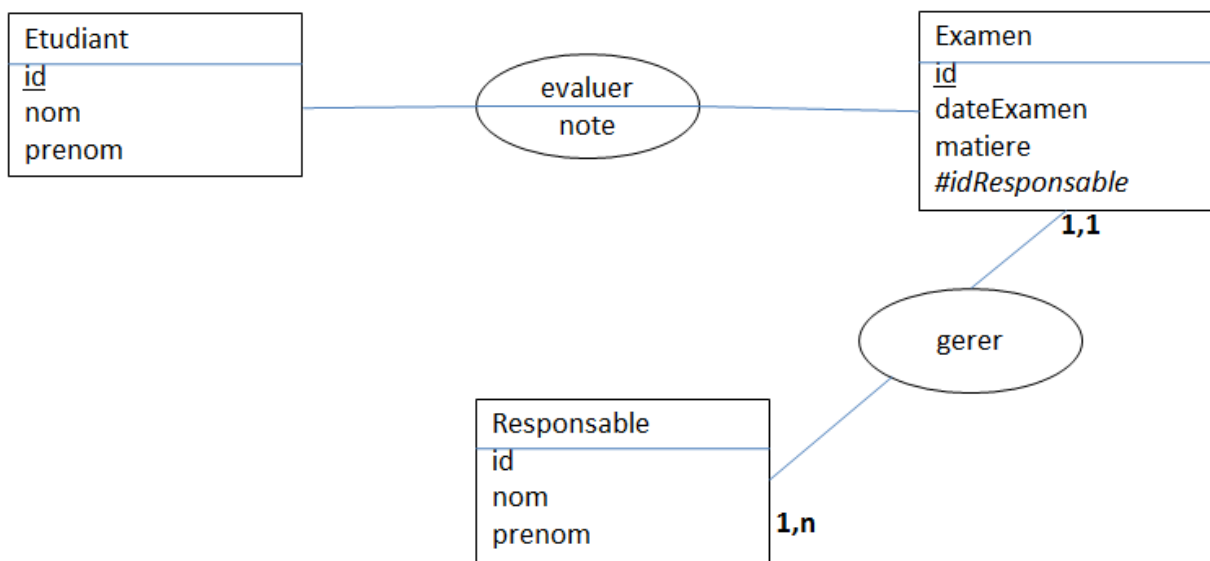 Etudiant
id
nom
prenom
evaluer
note
Examen
id
dateExamen
matiere
#idResponsable
1,1
gerer
Responsable
id
nom
prenom
1,n